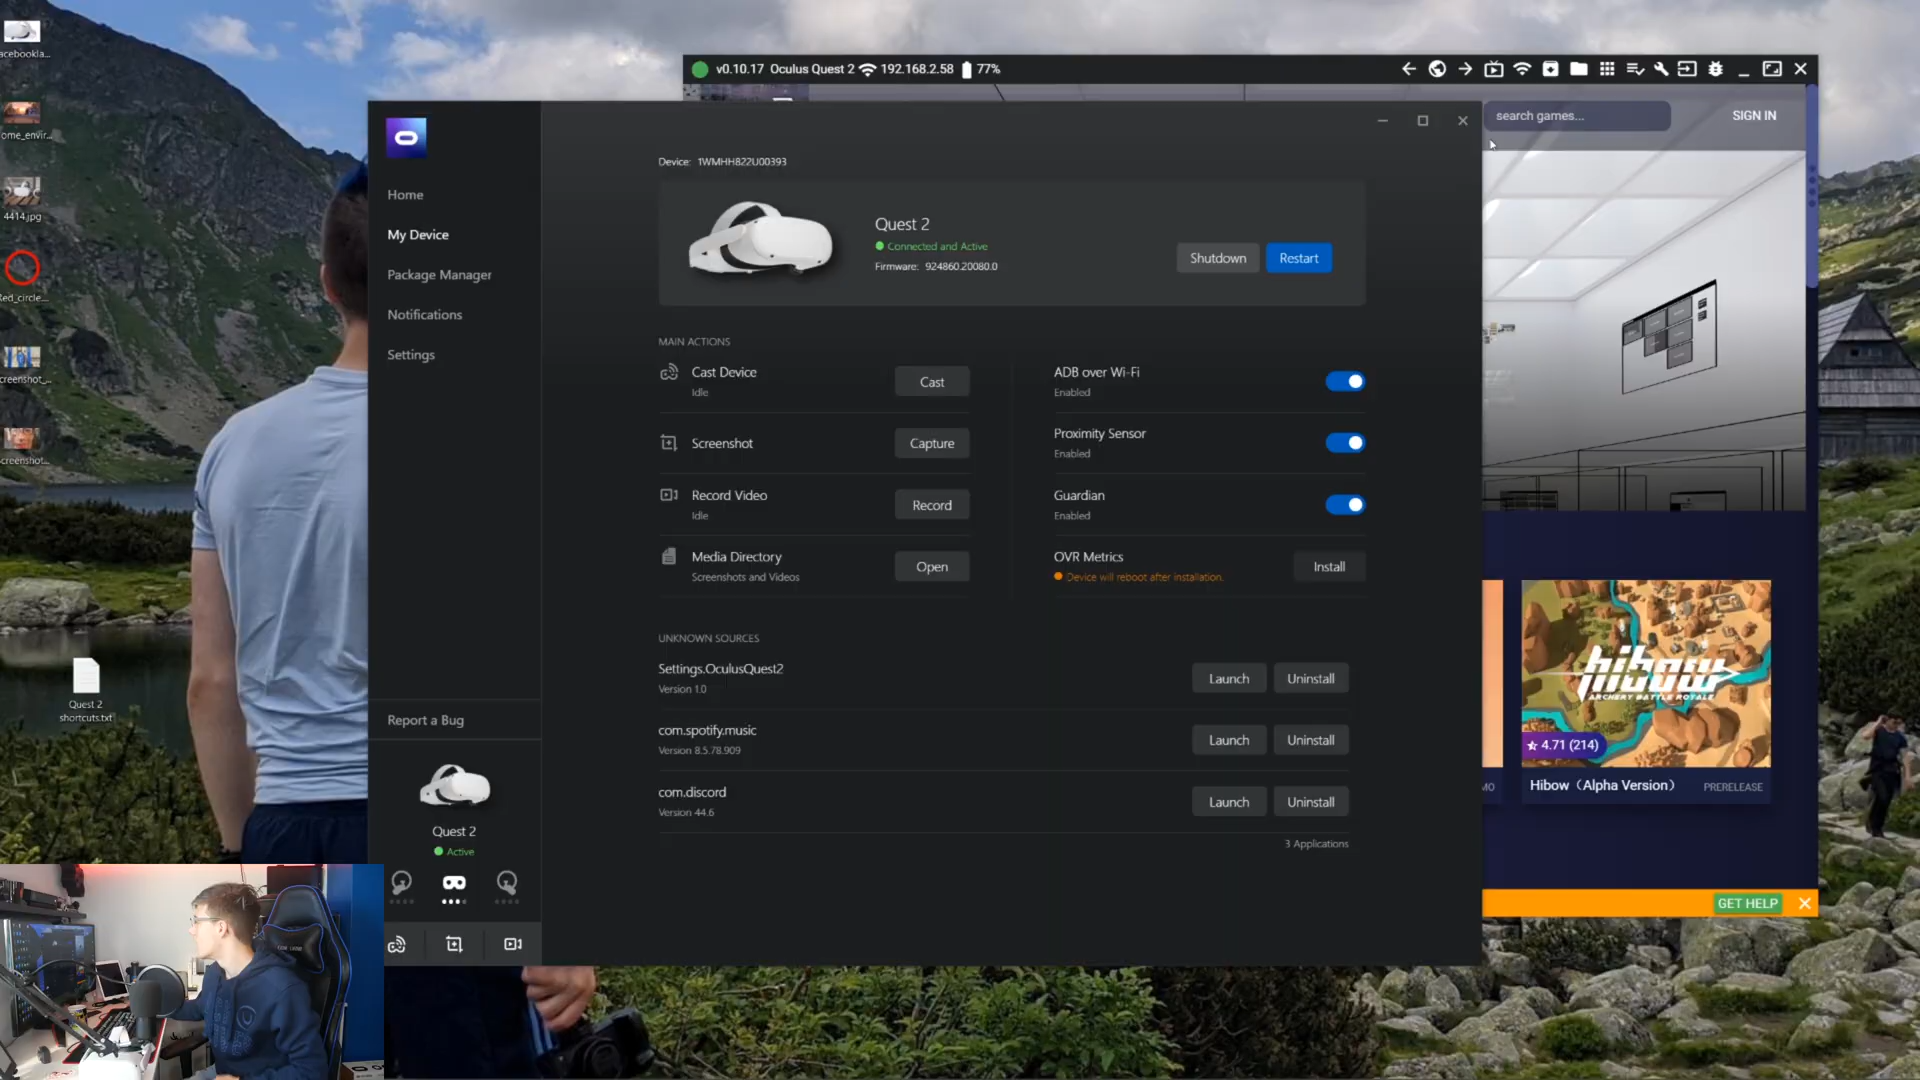 acebookla...
ome_envir...
4414.jpg
Red_circle...
creenshot_...
creenshot...
Quest 2
shortcuts.txt
v0.10.17 Oculus Quest 2 192.168.2.58 77%
search games...
SIGN IN
Home
My Device
Package Manager
Notifications
Settings
Report a Bug
Quest 2
Active
Device: 1WMHH822U00393
Quest 2
Connected and Active
Firmware: 924860.20080.0
Shutdown
Restart
MAIN ACTIONS
Cast Device
Idle
Cast
Screenshot
Capture
Record Video
Idle
Record
Media Directory
Screenshots and Videos
Open
ADB over Wi-Fi
Enabled
Proximity Sensor
Enabled
Guardian
Enabled
OVR Metrics
Device will reboot after installation.
Install
UNKNOWN SOURCES
Settings.OculusQuest2
Version 1.0
Launch
Uninstall
com.spotify.music
Version 8.5.78.909
Launch
Uninstall
com.discord
Version 44.6
Launch
Uninstall
3 Applications
hibow
ARCHERY BATTLE ROYALE
4.71 (214)
MO
Hibow（Alpha Version）
PRERELEASE
GET HELP